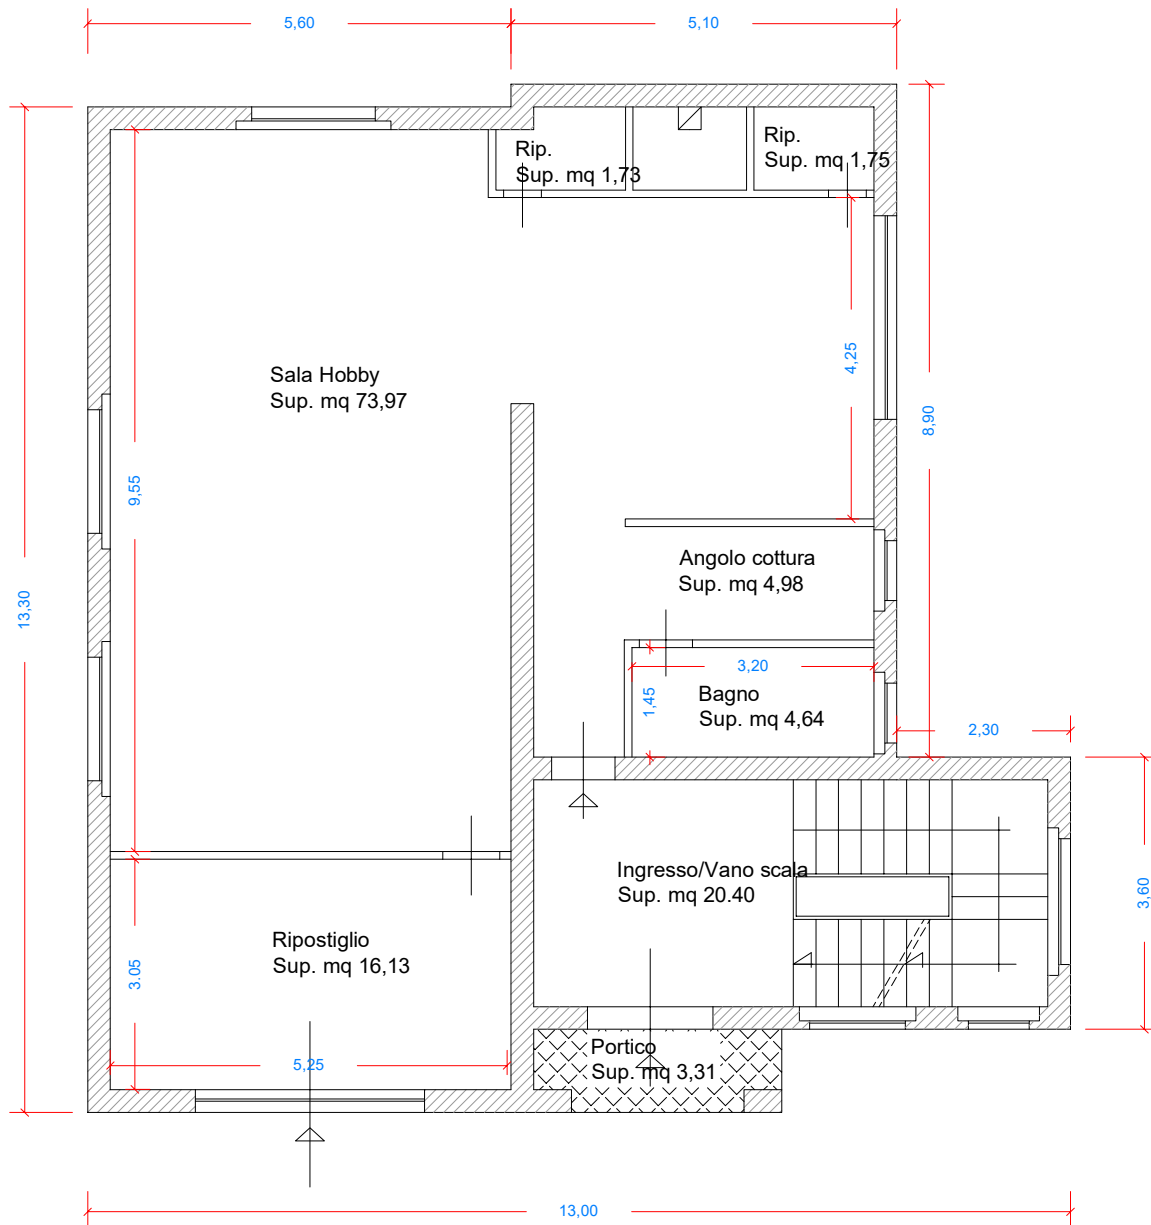 5,60
5,10
Rip.
Sup. mq 1,73
Rip.
Sup. mq 1,75
4,25
Sala Hobby
Sup. mq 73,97
8,90
9,55
13,30
Angolo cottura
Sup. mq 4,98
3,20
1,45
Bagno
Sup. mq 4,64
2,30
Ingresso/Vano scala
Sup. mq 20.40
3,60
Ripostiglio
Sup. mq 16,13
3.05
5,25
Portico
Sup. mq 3,31
13,00